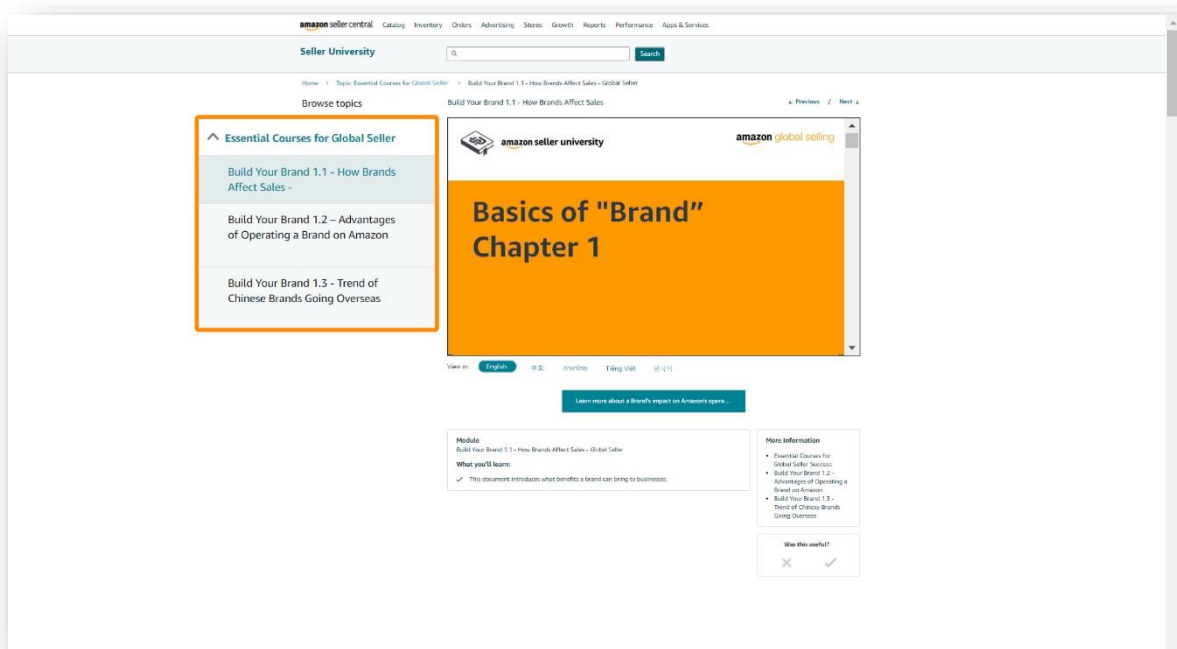 amazon seller central Catalog Inventory Orders Advertising Stores Growth Reports Performance Apps & Services
Seller University
Search
Home › Topic: Essential Courses for Global Seller › Build Your Brand 1.1 - How Brands Affect Sales - Global Seller
Browse topics
Essential Courses for Global Seller
Build Your Brand 1.1 - How Brands
Affect Sales -
Build Your Brand 1.2 – Advantages
of Operating a Brand on Amazon
Build Your Brand 1.3 - Trend of
Chinese Brands Going Overseas
Build Your Brand 1.1 - How Brands Affect Sales
Previous / Next
amazon seller university
amazon global selling
Basics of "Brand”
Chapter 1
View in: English 中文 Tiếng Việt
Learn more about a Brand's impact on Amazon's opera...
Module
Build Your Brand 1.1 - How Brands Affect Sales - Global Seller
What you'll learn:
This document introduces what benefits a brand can bring to businesses.
More Information
Essential Courses for
Global Seller Success
Build Your Brand 1.2 –
Advantages of Operating a
Brand on Amazon
Build Your Brand 1.3 -
Trend of Chinese Brands
Going Overseas
Was this useful?